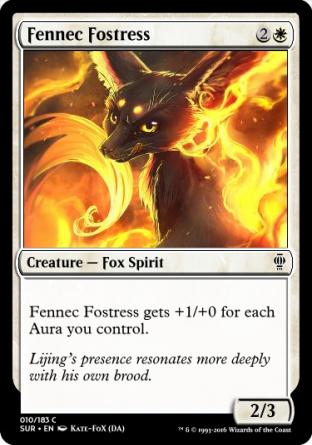 Fennec Fostress 2
Creature — Fox Spirit
Fennec Fostress gets +1/+0 for each
Aura you control.
Lijing's presence resonates more deeply
with his own brood.
2/3
010/183 C
SUR • EN KATE-FOX (DA)
™ & © 1993-2016 Wizards of the Coast